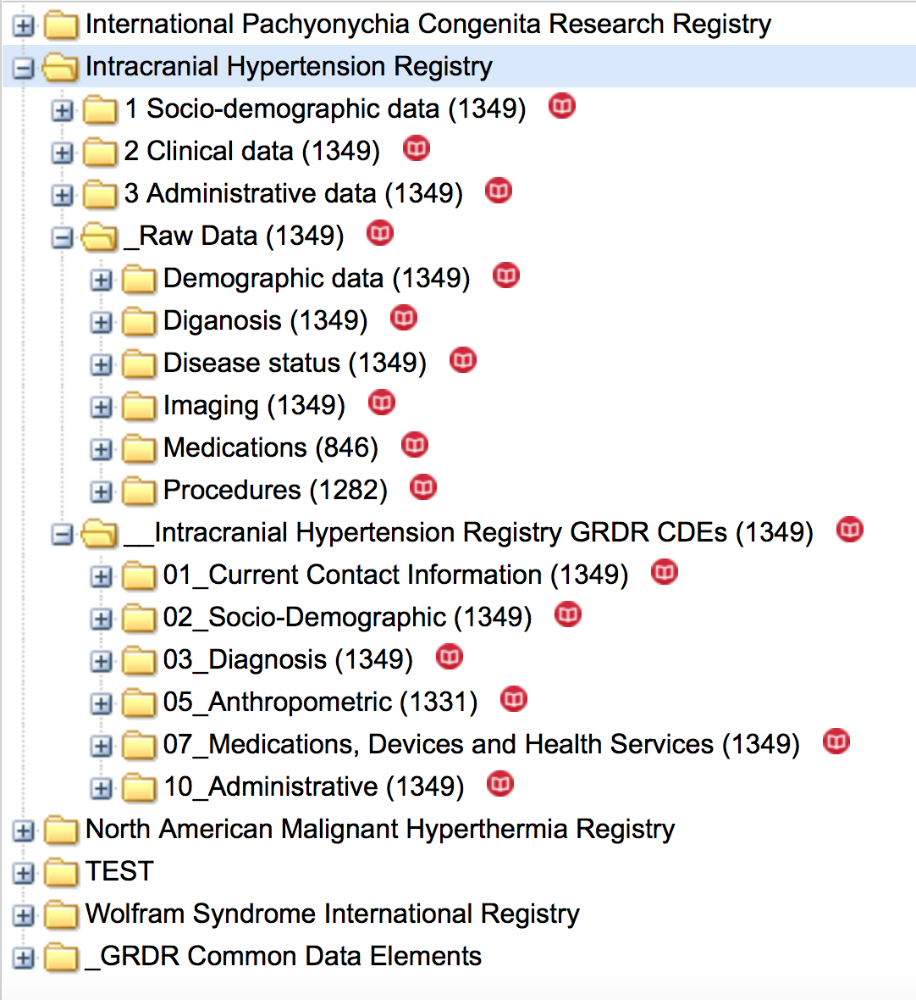 International Pachyonychia Congenita Research Registry
Intracranial Hypertension Registry
1 Socio-demographic data (1349)
2 Clinical data (1349)
3 Administrative data (1349)
_Raw Data (1349)
Demographic data (1349)
Diganosis (1349)
Disease status (1349)
Imaging (1349)
Medications (846)
Procedures (1282)
__Intracranial Hypertension Registry GRDR CDEs (1349)
01_Current Contact Information (1349)
02_Socio-Demographic (1349)
03_Diagnosis (1349)
05_Anthropometric (1331)
07_Medications, Devices and Health Services (1349)
10_Administrative (1349)
North American Malignant Hyperthermia Registry
TEST
Wolfram Syndrome International Registry
_GRDR Common Data Elements